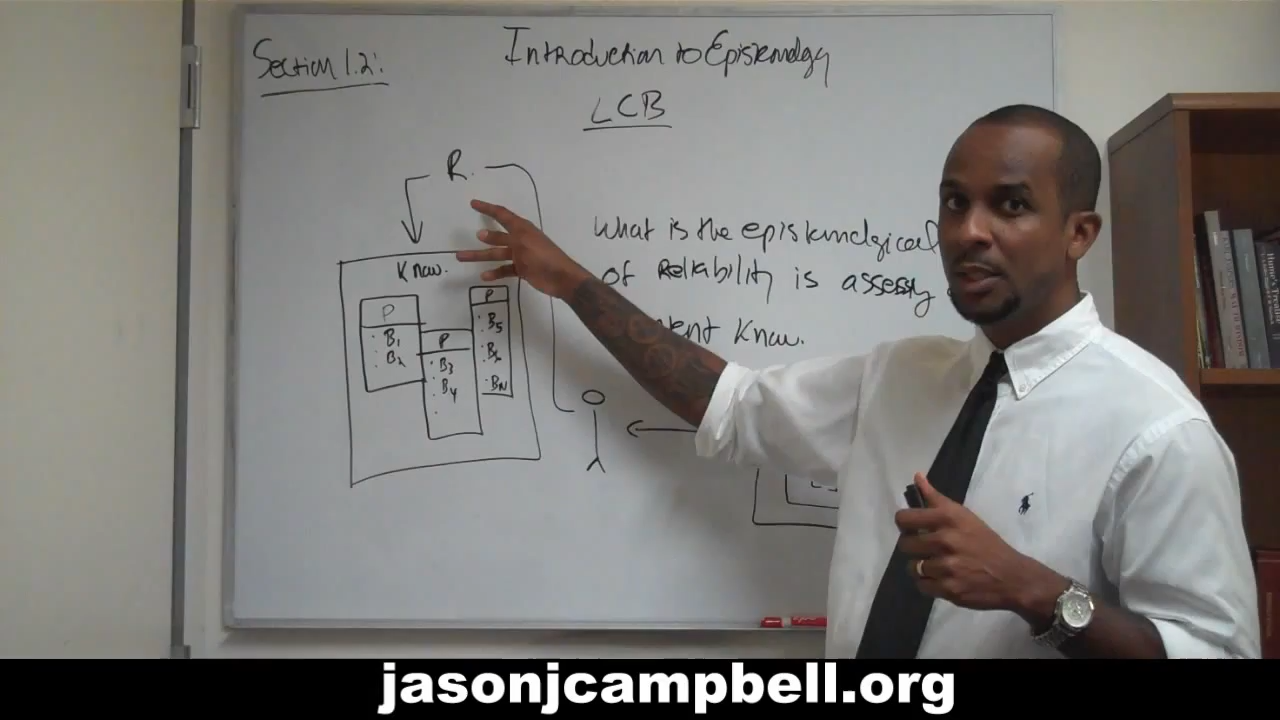 Section 1.2:
Introduction to Epistemology
LCB
R.
Know.
What is the epistemological
of Reliability is assessing
Know.
P
B1
B2
P
B3
B4
P
B5
B6
BN
jasonjcampbell.org